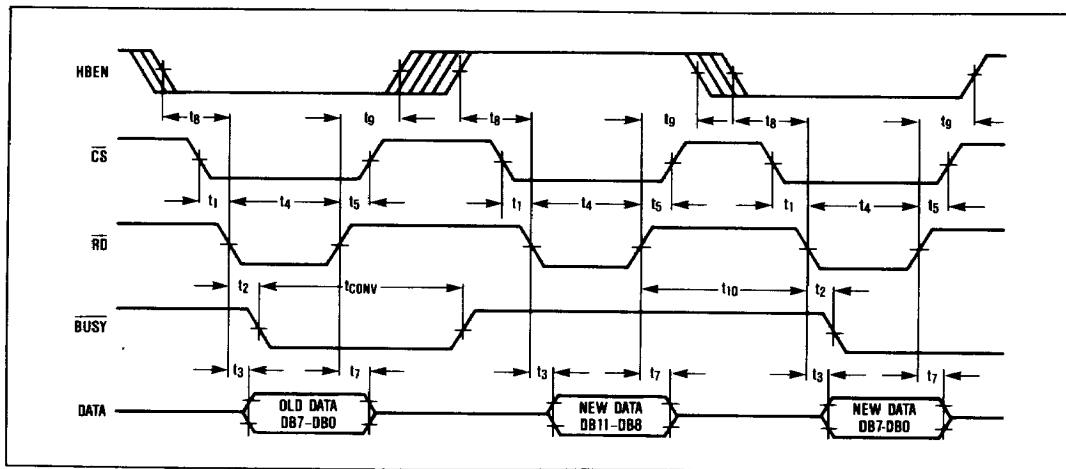 HBEN
t8 t9 t8 t9 t8 t9
CS
t1 t4 t5 t1 t4 t5 t1 t4 t5
RD
t2 tCONV t10 t2
BUSY
t3 t7 t3 t7 t3 t7
DATA
OLD DATA
DB7-DB0
NEW DATA
DB11-DB8
NEW DATA
DB7-DB0